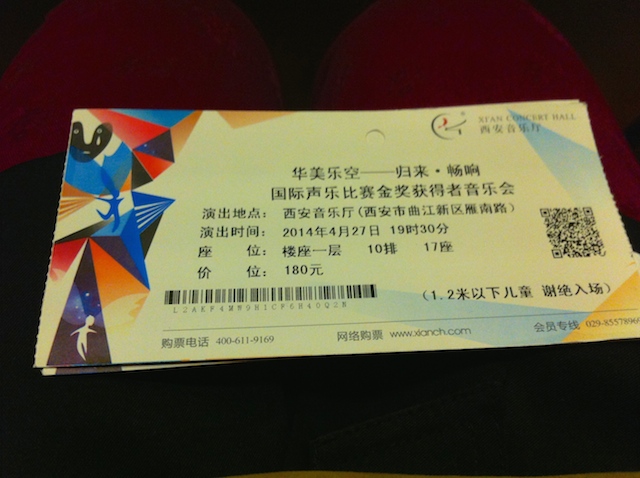 XI'AN CONCERT HALL
西安音乐厅
华美乐空——归来·畅响
国际声乐比赛金奖获得者音乐会
演出地点： 西安音乐厅(西安市曲江新区雁南路)
演出时间： 2014年4月27日 19时30分
座 位： 楼座一层 10排 17座
价 位： 180元
(1.2米以下儿童 谢绝入场)
购票电话 400-611-9169 网络购票 www.xianch.com 会员专线 029-85578966